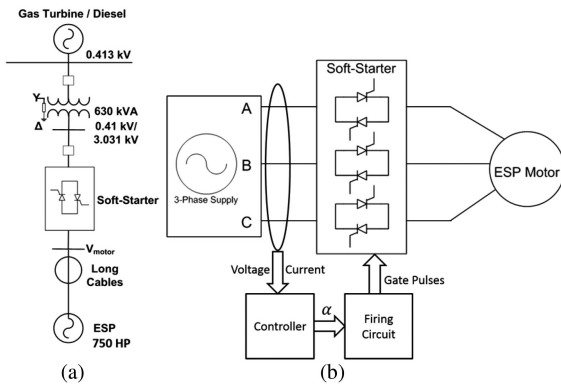 Gas Turbine / Diesel
0.413 kV
Y
Δ
630 kVA
0.41 kV/
3.031 kV
Soft-Starter
Vmotor
Long
Cables
ESP
750 HP
(a)
Soft-Starter
A
B
C
3-Phase Supply
ESP Motor
Voltage
Current
Gate Pulses
Controller
α
Firing
Circuit
(b)